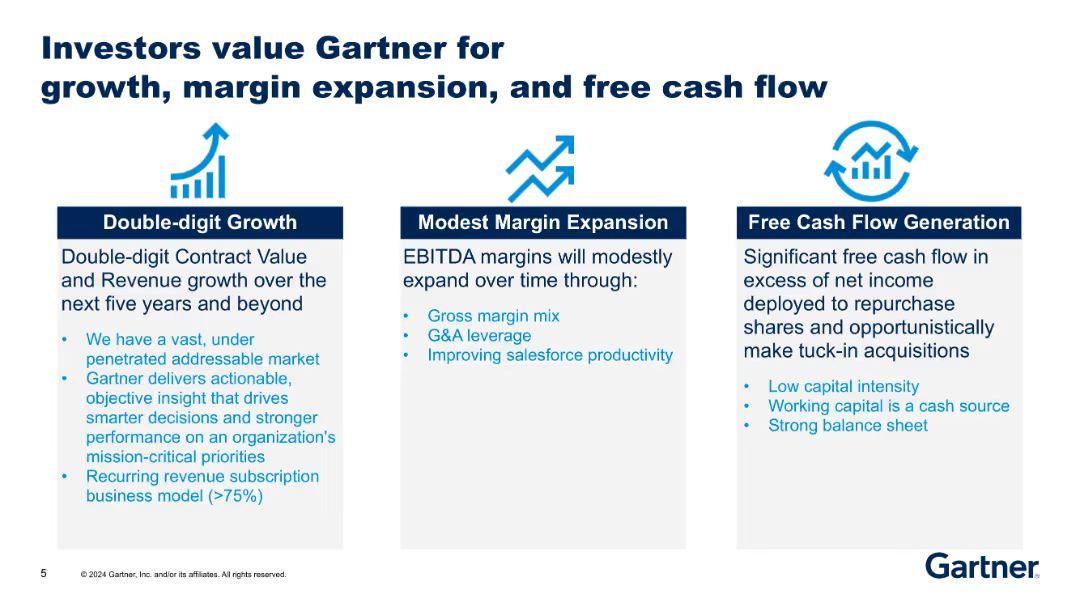 Investors value Gartner for
growth, margin expansion, and free cash flow
Double-digit Growth
Double-digit Contract Value
and Revenue growth over the
next five years and beyond
• We have a vast, under
penetrated addressable market
• Gartner delivers actionable,
objective insight that drives
smarter decisions and stronger
performance on an organization's
mission-critical priorities
• Recurring revenue subscription
business model (>75%)
Modest Margin Expansion
EBITDA margins will modestly
expand over time through:
• Gross margin mix
• G&A leverage
• Improving salesforce productivity
Free Cash Flow Generation
Significant free cash flow in
excess of net income
deployed to repurchase
shares and opportunistically
make tuck-in acquisitions
• Low capital intensity
• Working capital is a cash source
• Strong balance sheet
5
© 2024 Gartner, Inc. and/or its affiliates. All rights reserved.
Gartner®